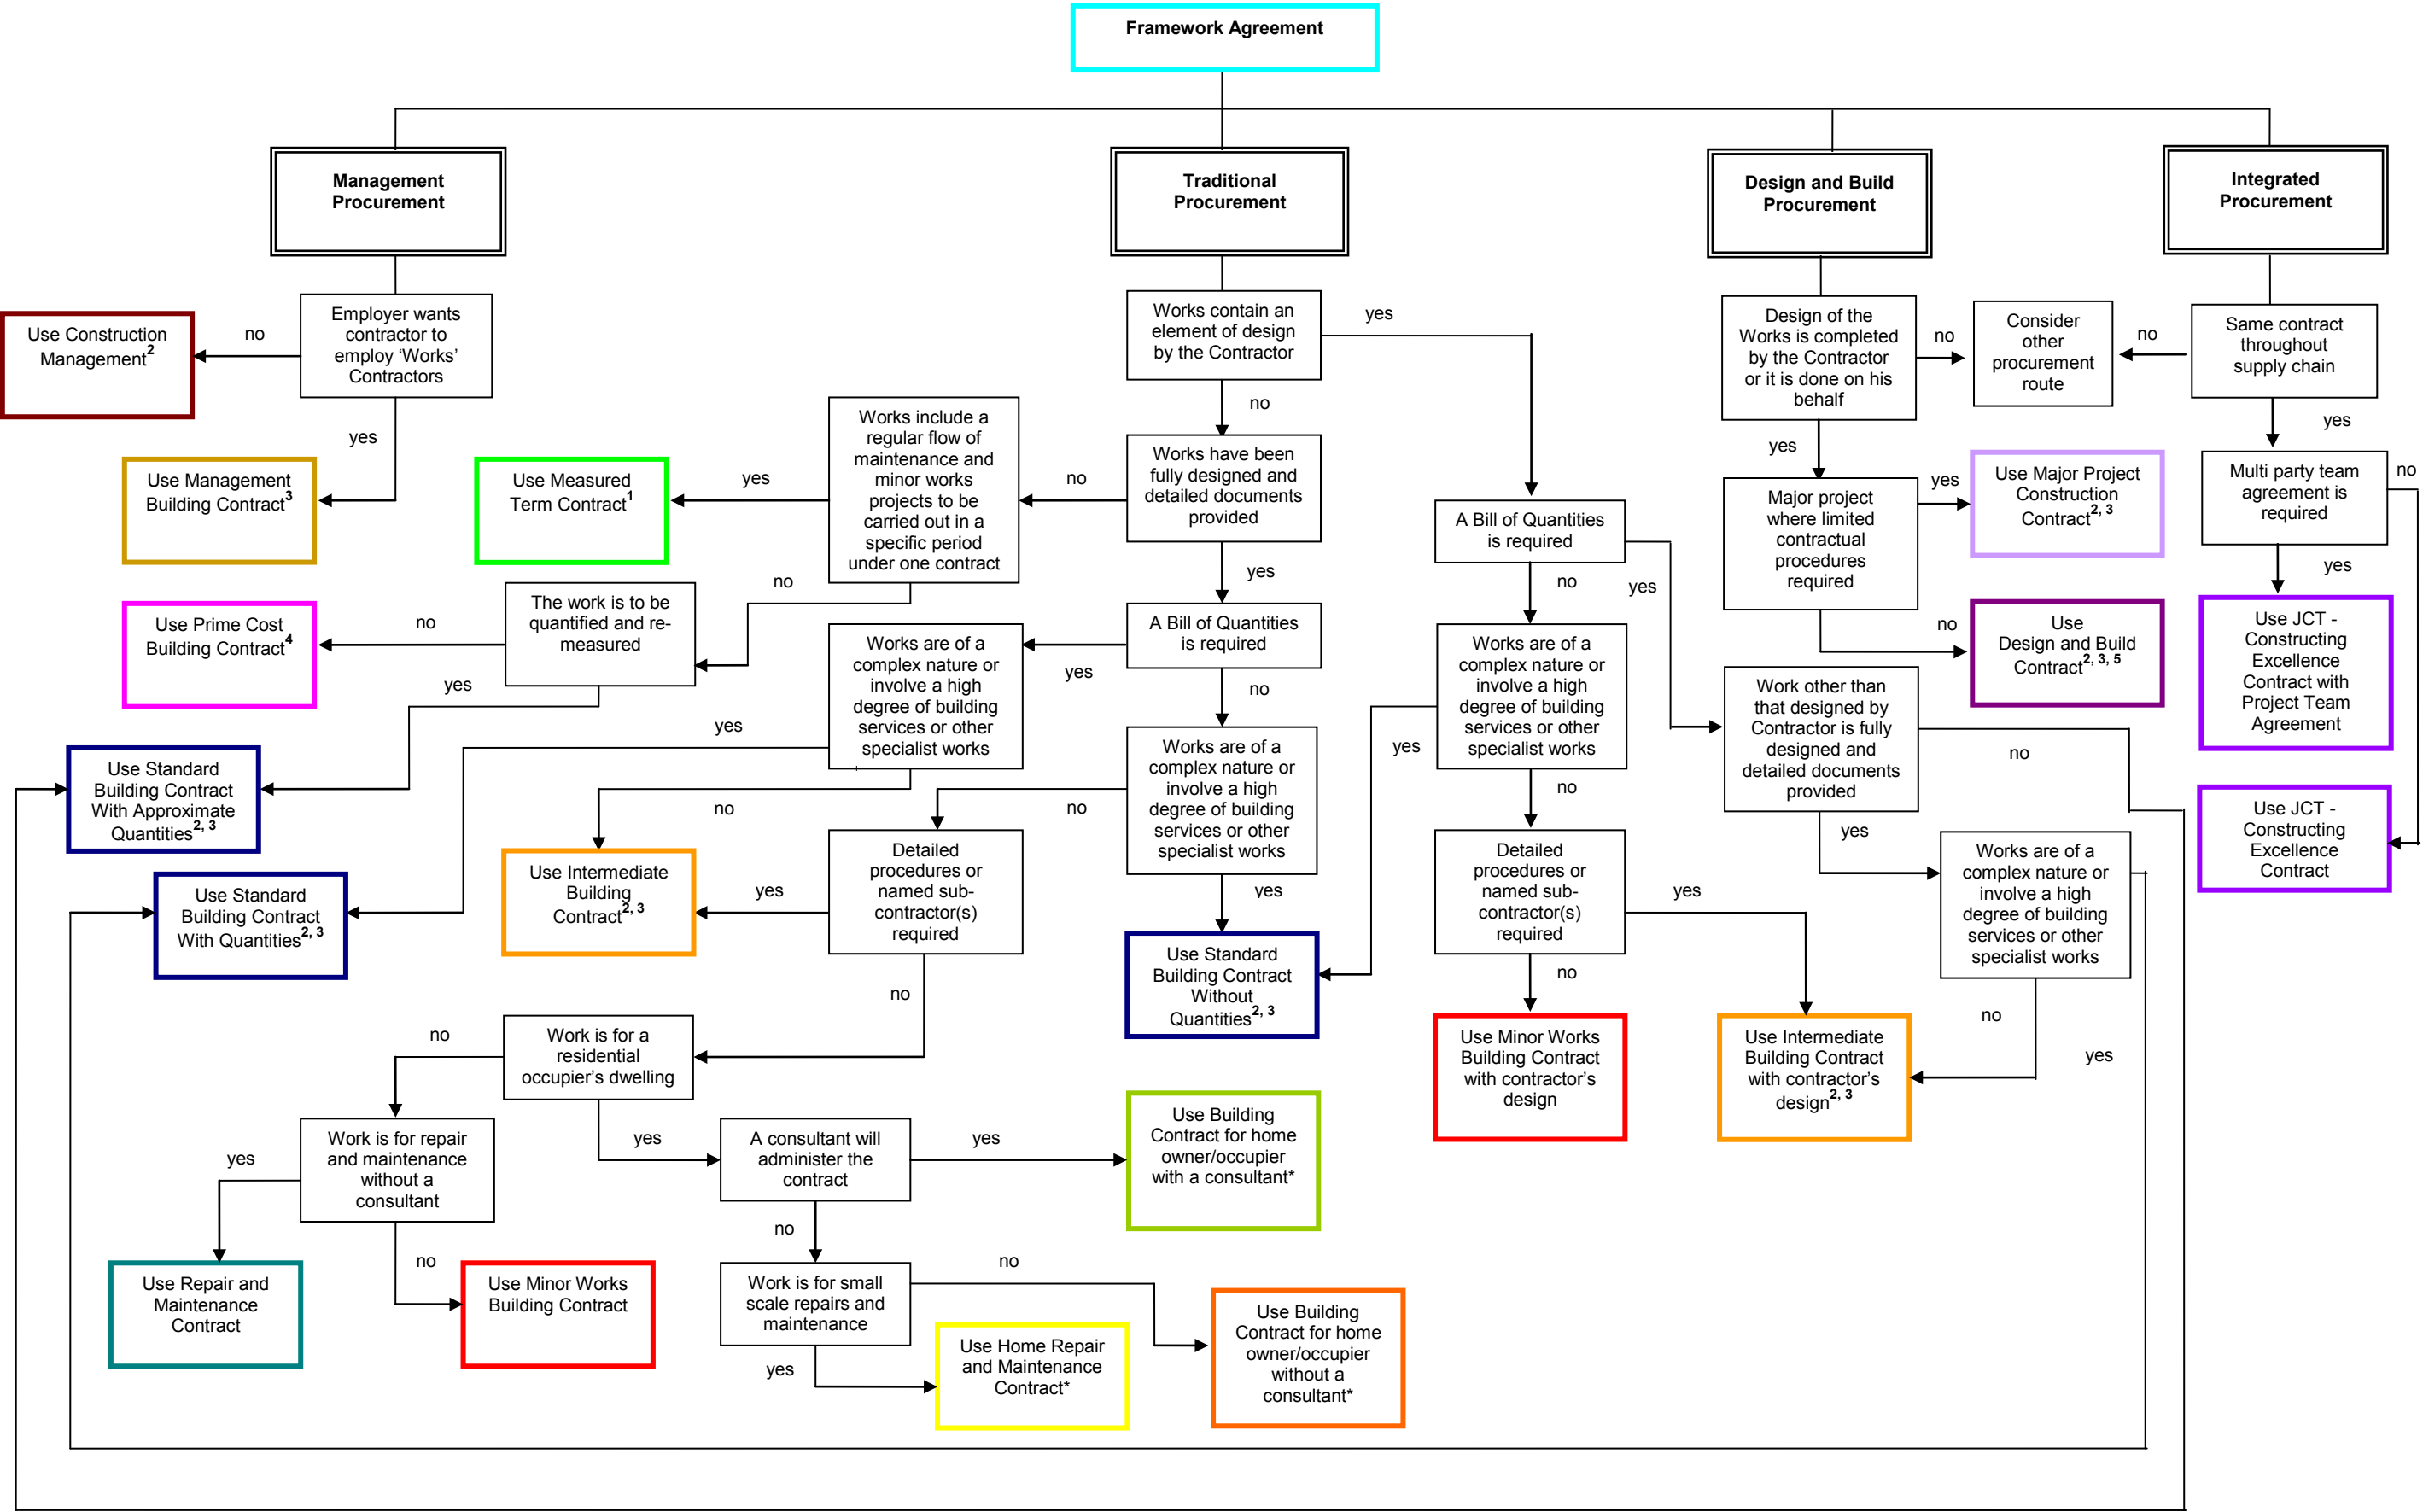 Framework Agreement
Management
Procurement
Traditional
Procurement
Design and Build
Procurement
Integrated
Procurement
Employer wants
contractor to
employ ‘Works’
Contractors
no
Use Construction
Management2
yes
Use Management
Building Contract3
Works contain an
element of design
by the Contractor
yes
no
Works have been
fully designed and
detailed documents
provided
no
Works include a
regular flow of
maintenance and
minor works
projects to be
carried out in a
specific period
under one contract
yes
Use Measured
Term Contract1
no
The work is to be
quantified and re-
measured
no
Use Prime Cost
Building Contract4
yes
Use Standard
Building Contract
With Approximate
Quantities2, 3
yes
A Bill of Quantities
is required
yes
Works are of a
complex nature or
involve a high
degree of building
services or other
specialist works
yes
Use Standard
Building Contract
With Quantities2, 3
no
Use Intermediate
Building
Contract2, 3
no
Works are of a
complex nature or
involve a high
degree of building
services or other
specialist works
no
Detailed
procedures or
named sub-
contractor(s)
required
yes
yes
Use Standard
Building Contract
Without
Quantities2, 3
no
Work is for a
residential
occupier’s dwelling
no
Work is for repair
and maintenance
without a
consultant
yes
Use Repair and
Maintenance
Contract
no
Use Minor Works
Building Contract
yes
A consultant will
administer the
contract
yes
Use Building
Contract for home
owner/occupier
with a consultant*
no
Work is for small
scale repairs and
maintenance
no
Use Building
Contract for home
owner/occupier
without a
consultant*
yes
Use Home Repair
and Maintenance
Contract*
A Bill of Quantities
is required
no
yes
Works are of a
complex nature or
involve a high
degree of building
services or other
specialist works
yes
no
Detailed
procedures or
named sub-
contractor(s)
required
yes
no
Use Minor Works
Building Contract
with contractor’s
design
Use Intermediate
Building Contract
with contractor’s
design2, 3
Work other than
that designed by
Contractor is fully
designed and
detailed documents
provided
no
yes
Works are of a
complex nature or
involve a high
degree of building
services or other
specialist works
no
yes
Design of the
Works is completed
by the Contractor
or it is done on his
behalf
no
Consider
other
procurement
route
yes
Major project
where limited
contractual
procedures
required
yes
Use Major Project
Construction
Contract2, 3
no
Use
Design and Build
Contract2, 3, 5
no
Same contract
throughout
supply chain
yes
Multi party team
agreement is
required
no
yes
Use JCT -
Constructing
Excellence
Contract with
Project Team
Agreement
Use JCT -
Constructing
Excellence
Contract